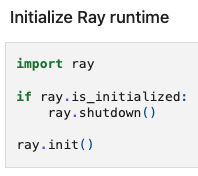 Initialize Ray runtime
import ray
if ray.is_initialized:
    ray.shutdown()
ray.init()